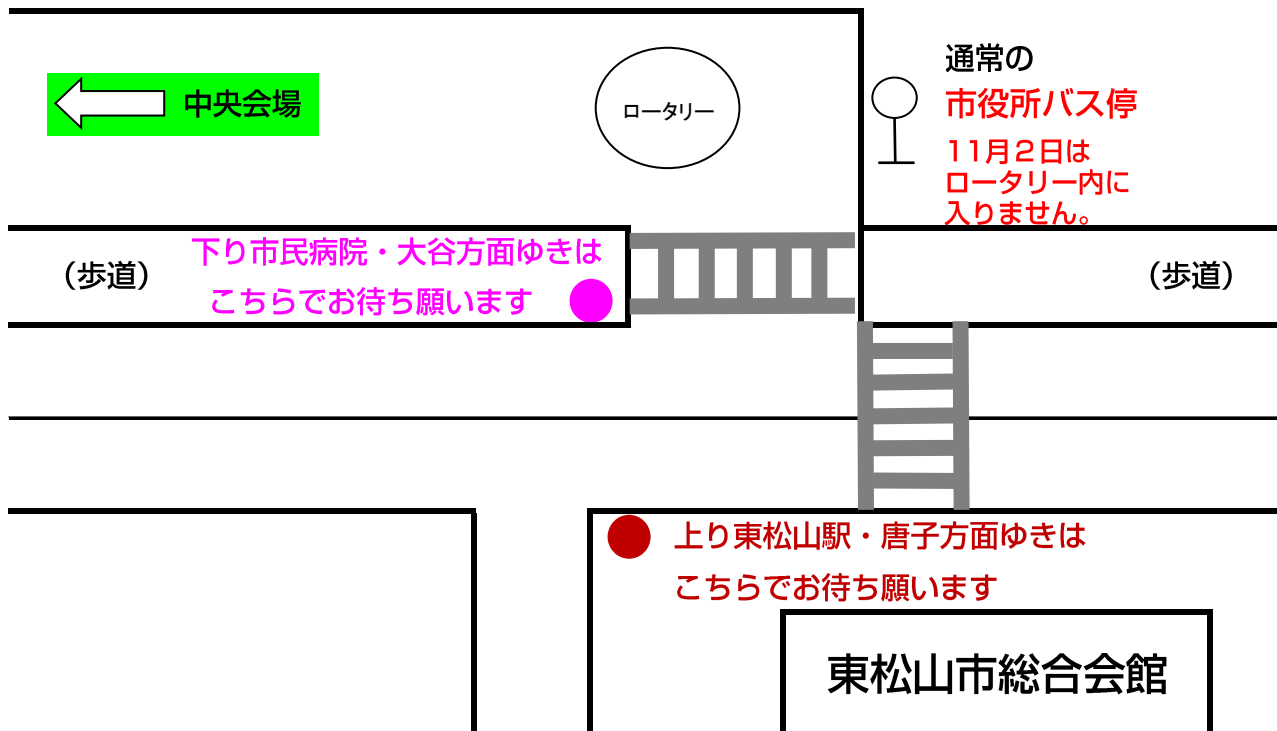 中央会場
ロータリー
通常の
市役所バス停
11月2日は
ロータリー内に
入りません。
(歩道)
下り市民病院・大谷方面ゆきは
こちらでお待ち願います
(歩道)
上り東松山駅・唐子方面ゆきは
こちらでお待ち願います
東松山市総合会館